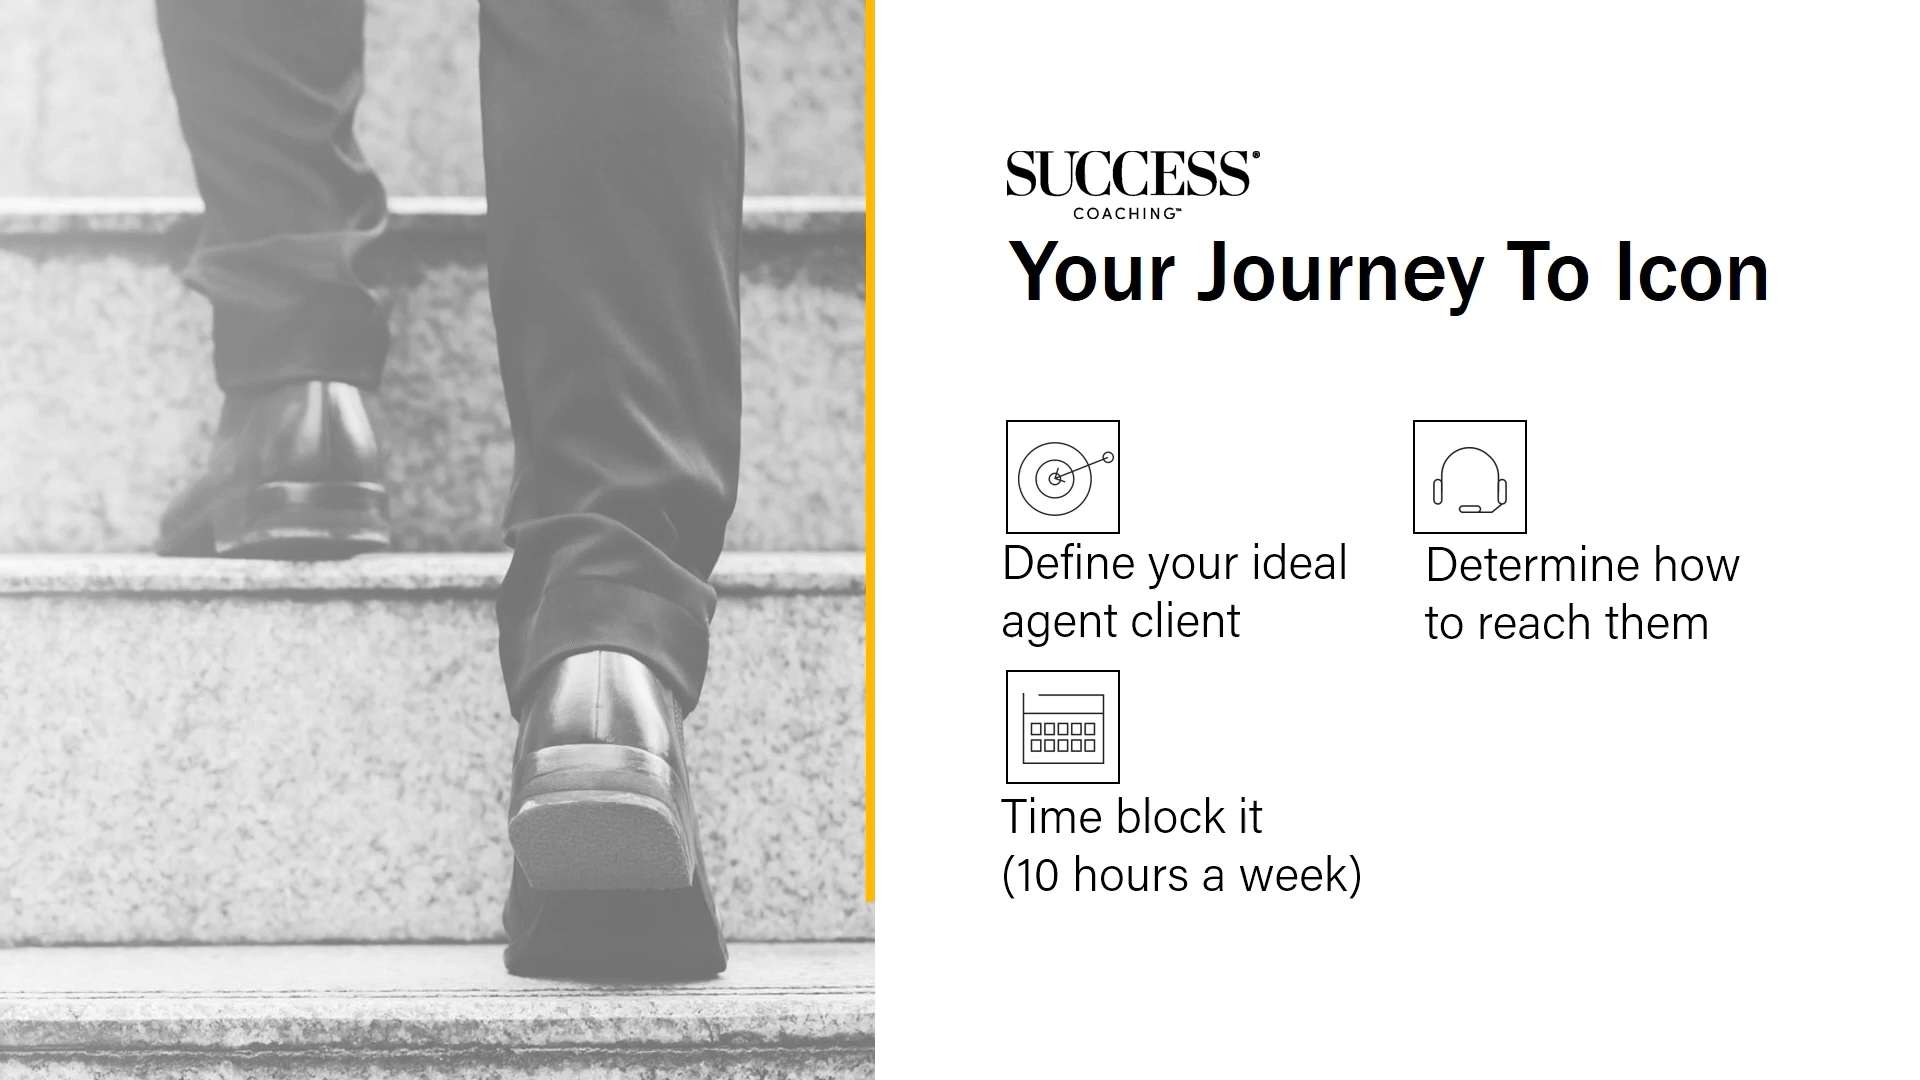 SUCCESS®
COACHING™
Your Journey To Icon
Define your ideal
agent client
Determine how
to reach them
Time block it
(10 hours a week)